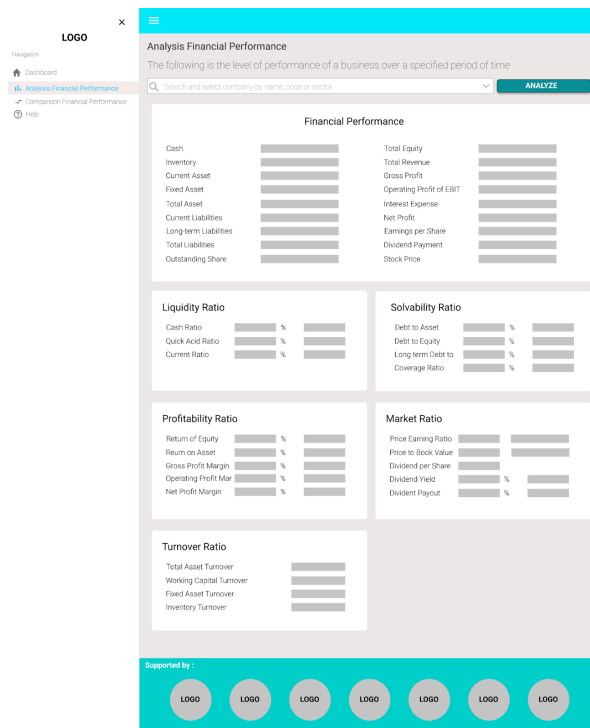 LOGO
Navigation
Dashboard
Analysis Financial Performance
Comparison Financial Performance
Help
Analysis Financial Performance
The following is the level of performance of a business over a specified period of time
Search and select company by name, code or sector
ANALYZE
Financial Performance
Cash
Inventory
Current Asset
Fixed Asset
Total Asset
Current Liabilities
Long-term Liabilities
Total Liabilities
Outstanding Share
Total Equity
Total Revenue
Gross Profit
Operating Profit of EBIT
Interest Expense
Net Profit
Earnings per Share
Dividend Payment
Stock Price
Liquidity Ratio
Cash Ratio %
Quick Acid Ratio %
Current Ratio %
Solvability Ratio
Debt to Asset %
Debt to Equity %
Long term Debt to %
Coverage Ratio %
Profitability Ratio
Return of Equity %
Reurn on Asset %
Gross Profit Margin %
Operating Profit Mar %
Net Profit Margin %
Market Ratio
Price Earning Ratio
Price to Book Value
Dividend per Share
Dividend Yield %
Divident Payout %
Turnover Ratio
Total Asset Turnover
Working Capital Turnover
Fixed Asset Turnover
Inventory Turnover
Supported by :
LOGO LOGO LOGO LOGO LOGO LOGO LOGO